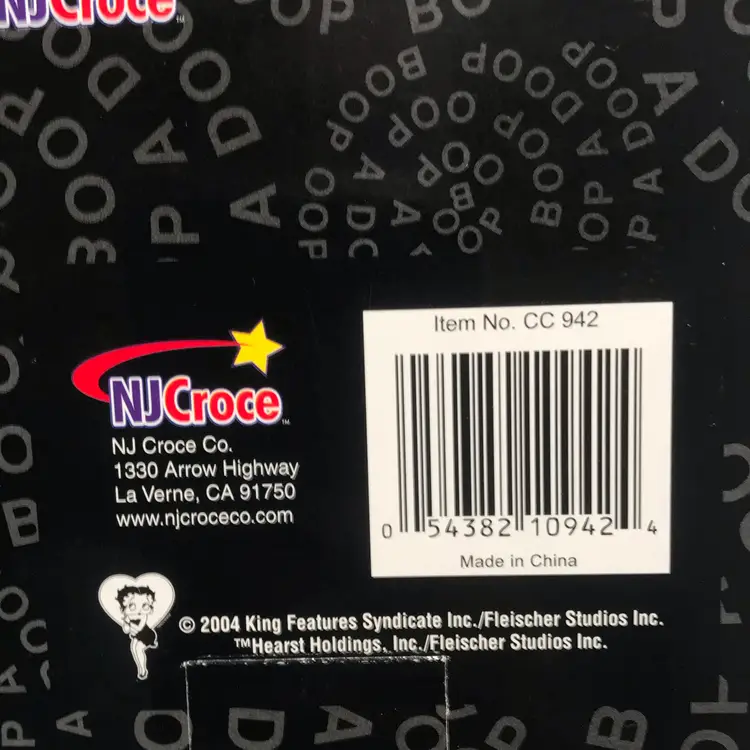 NJCroce
NJCroce™
NJ Croce Co.
1330 Arrow Highway
La Verne, CA 91750
www.njcroceco.com
Item No. CC 942
0 54382 10942 4
Made in China
© 2004 King Features Syndicate Inc./Fleischer Studios Inc.
™Hearst Holdings, Inc./Fleischer Studios Inc.